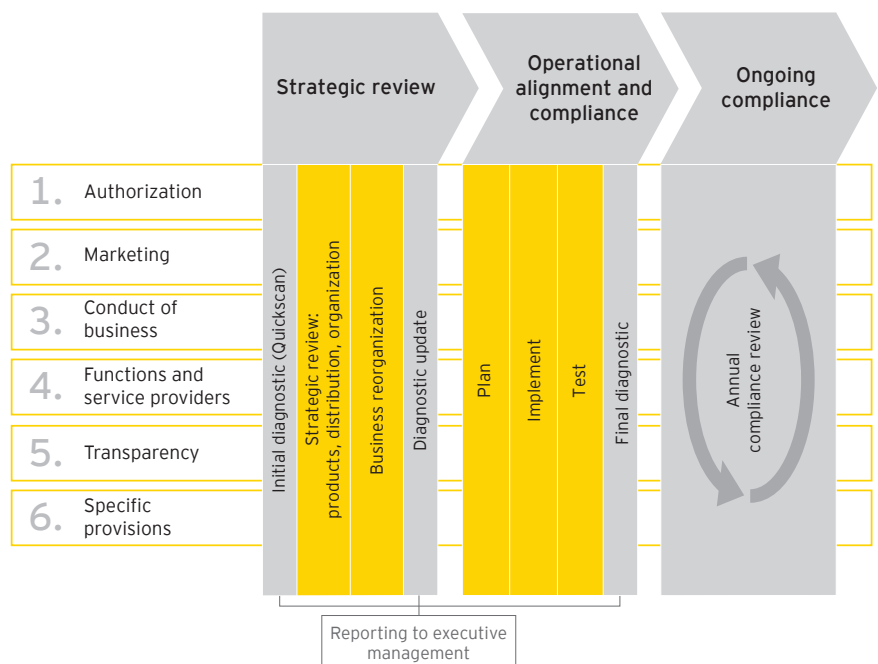 Strategic review
Operational
alignment and
compliance
Ongoing
compliance
1. Authorization
2. Marketing
3. Conduct of
business
4. Functions and
service providers
5. Transparency
6. Specific
provisions
Initial diagnostic (Quickscan)
Strategic review:
products, distribution, organization
Business reorganization
Diagnostic update
Plan
Implement
Test
Final diagnostic
Annual
compliance review
Reporting to executive
management